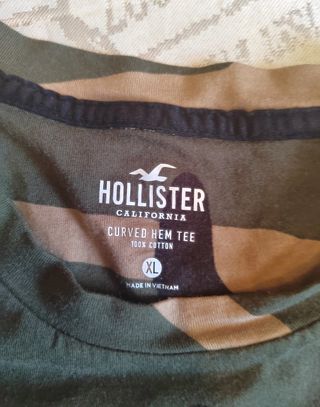 HOLLISTER
CALIFORNIA
CURVED HEM TEE
100% COTTON
XL
MADE IN VIETNAM